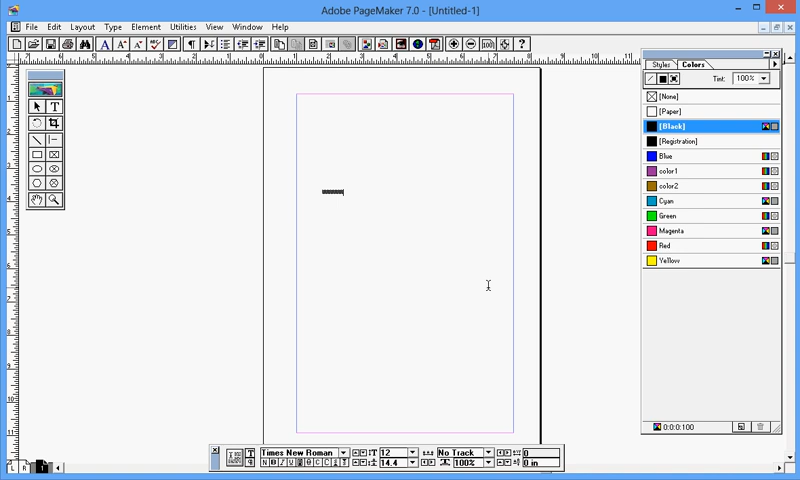 Adobe PageMaker 7.0 - [Untitled-1]
File Edit Layout Type Element Utilities View Window Help
Styles Colors
Tint: 100%
[None]
[Paper]
[Black]
[Registration]
Blue
color1
color2
Cyan
Green
Magenta
Red
Yellow
0:0:0:100
Times New Roman 12 No Track 0
N B I U 14.4 100% 0 in
L R 1